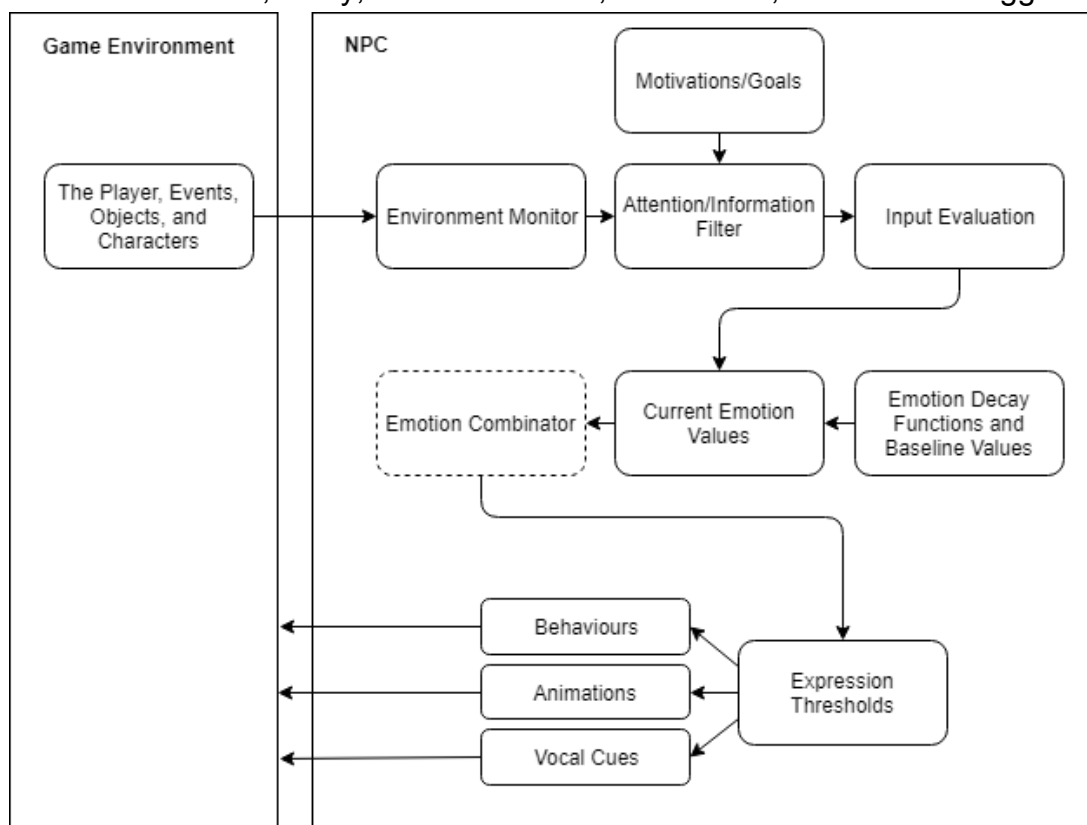 Game Environment
NPC
Motivations/Goals
The Player, Events,
Objects, and
Characters
Environment Monitor
Attention/Information
Filter
Input Evaluation
Emotion Combinator
Current Emotion
Values
Emotion Decay
Functions and
Baseline Values
Behaviours
Animations
Vocal Cues
Expression
Thresholds